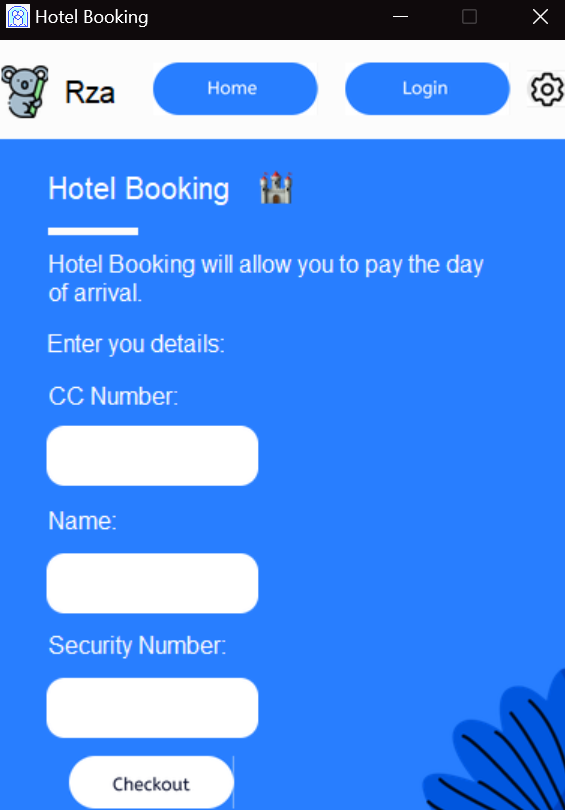 Hotel Booking
Rza
Home
Login
Hotel Booking
Hotel Booking will allow you to pay the day
of arrival.
Enter you details:
CC Number:
Name:
Security Number:
Checkout